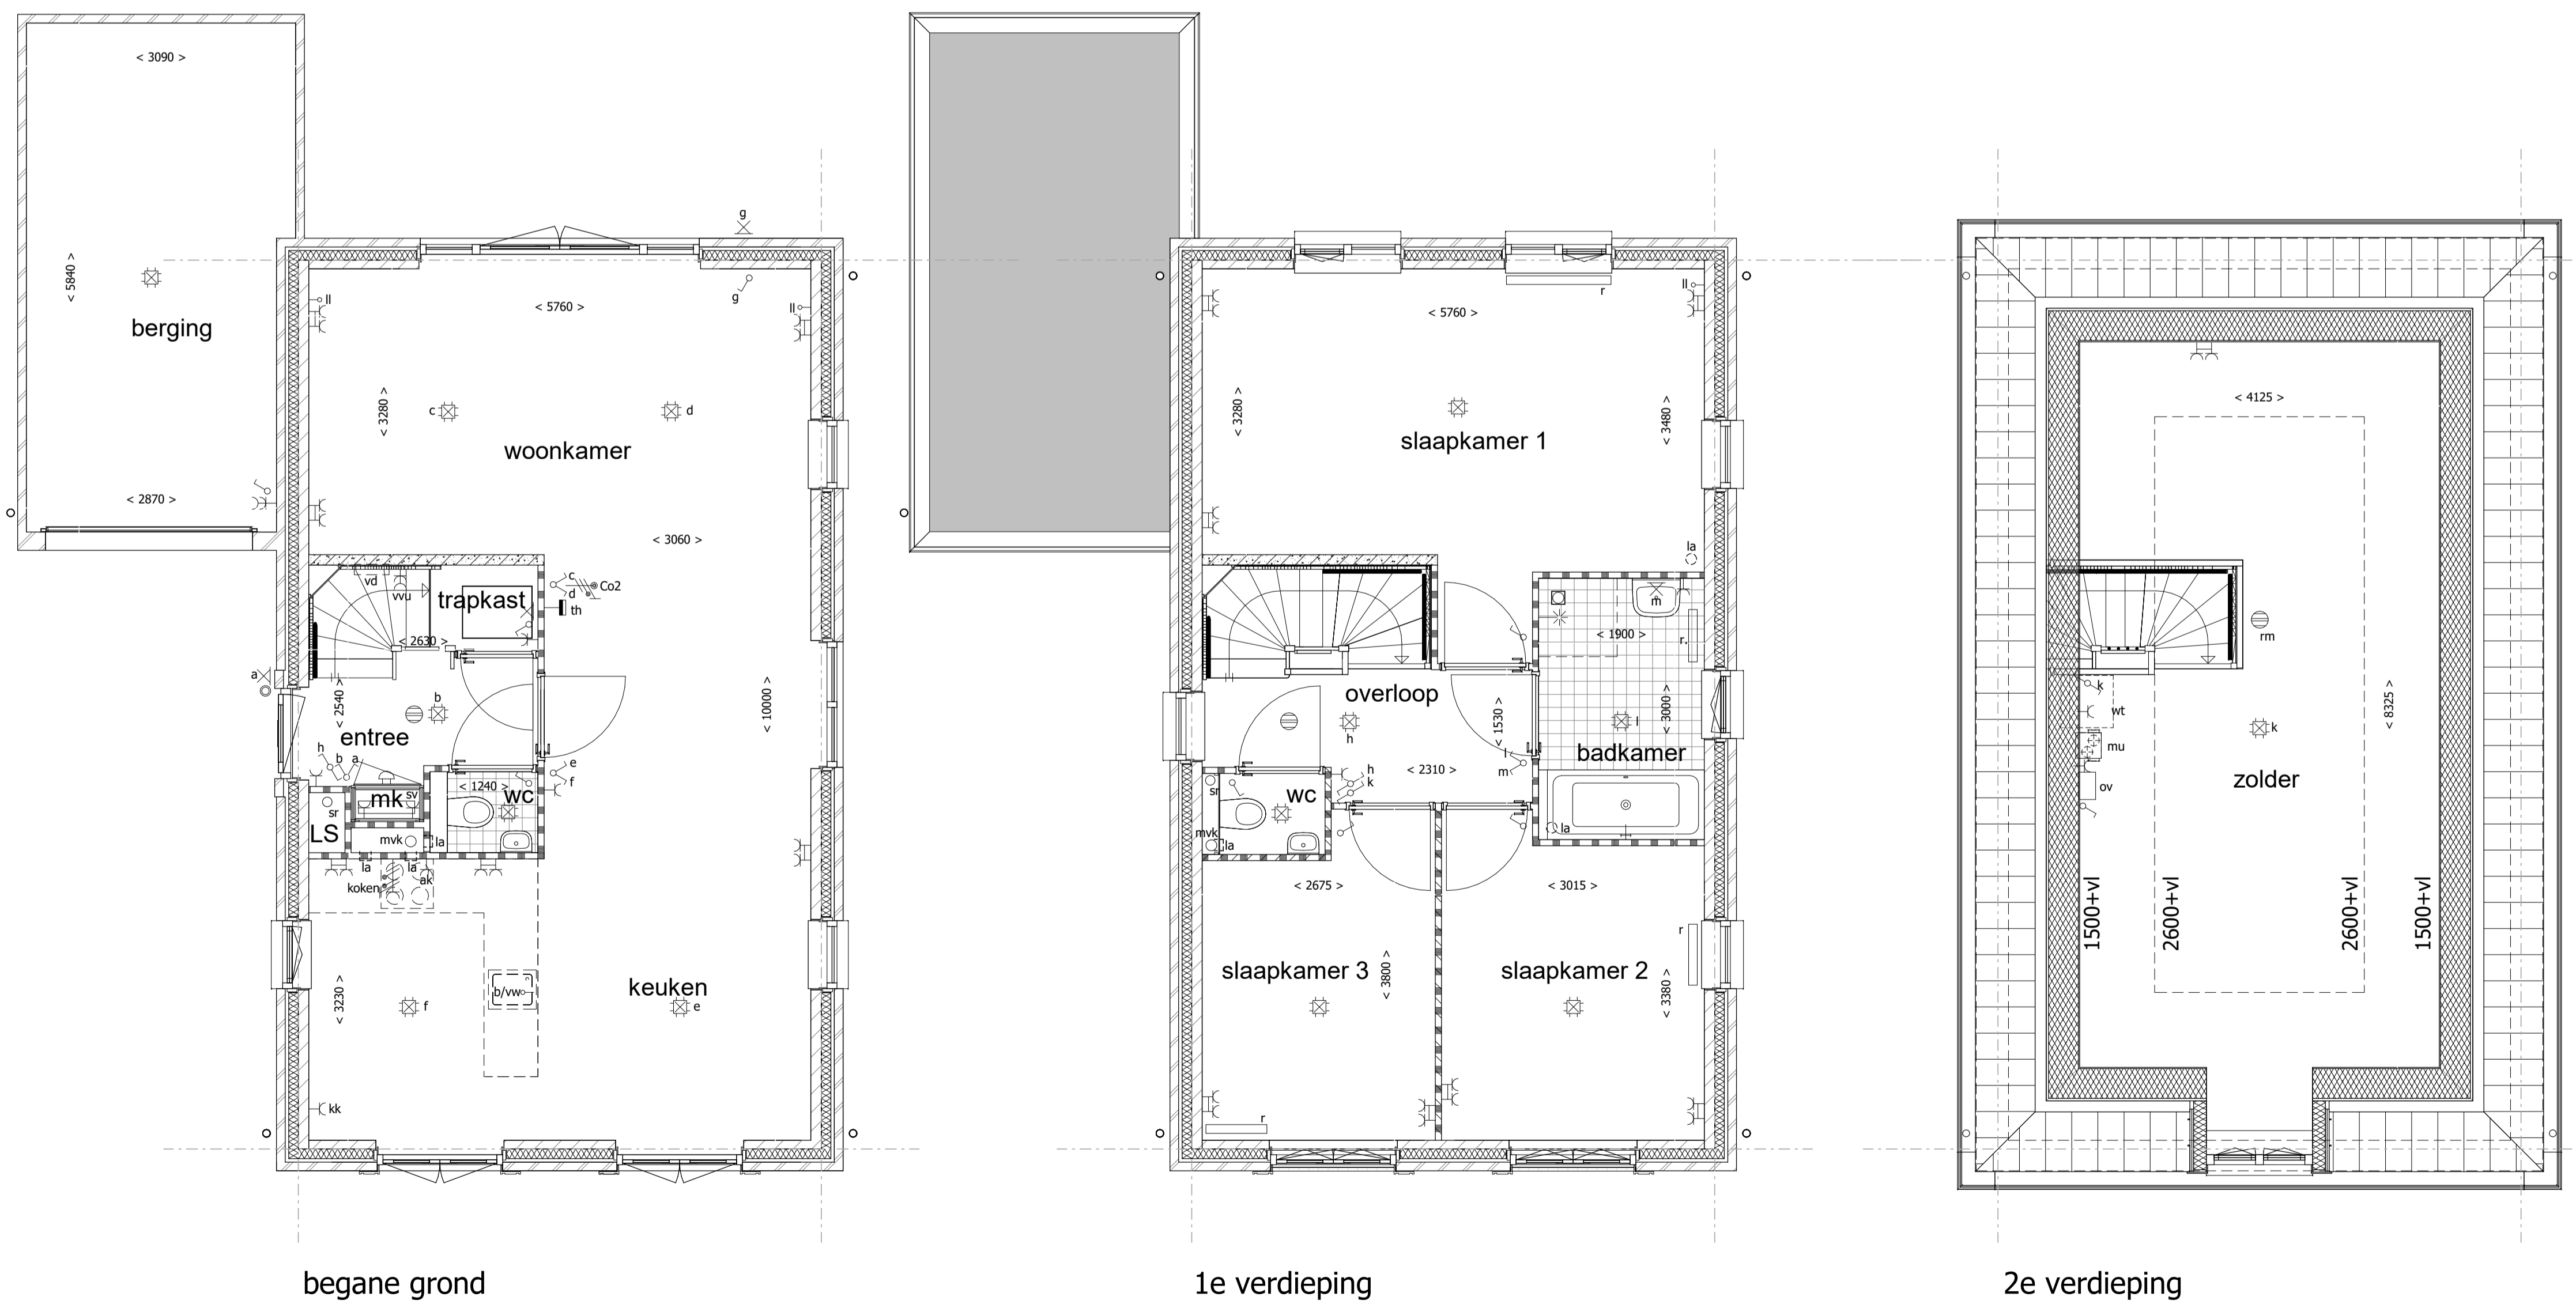 < 3090 >
< 5840 >
berging
< 2870 >
g
g
ll
ll
< 5760 >
< 3280 >
c
d
woonkamer
< 3060 >
vd
vvu
trapkast
c
d
Co2
th
< 2630 >
a
< 2540 >
b
< 10000 >
entree
h
b
a
e
f
mk
sv
< 1240 >
wc
sr
LS
mvk
la
la
la
ak
koken
< 3230 >
f
b/vw
keuken
e
kk
begane grond
r
ll
< 5760 >
< 3280 >
< 3480 >
slaapkamer 1
la
m
< 1900 >
r.
overloop
h
< 1530 >
< 3000 >
l
badkamer
l
m
< 2310 >
h
k
sr
wc
mvk
la
la
< 2675 >
< 3015 >
slaapkamer 3
< 3800 >
slaapkamer 2
r
< 3380 >
r
1e verdieping
< 4125 >
rm
k
wt
mu
ov
k
< 8325 >
zolder
1500+vl
2600+vl
2600+vl
1500+vl
2e verdieping